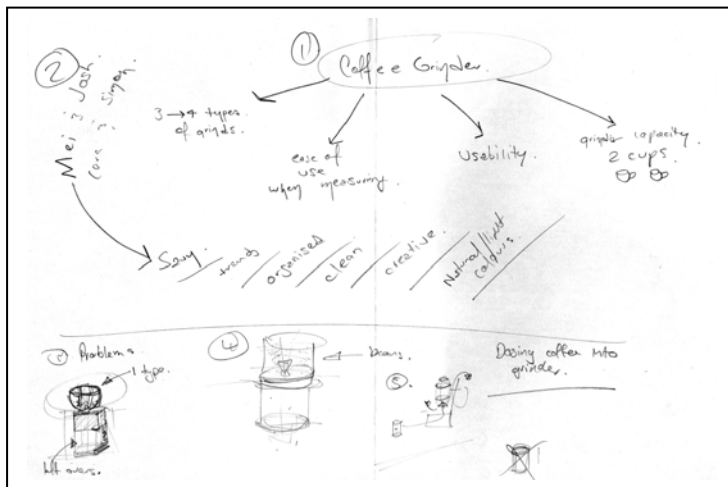 ①
Coffee Grinder.
3 → 4 types
of grinds.
ease of
use
when measuring.
Usability.
grinder capacity
2 cups
②
Mei & Josh
& Simon
trends
organised
clean
creative
Natural/light
colours.
Problems
1 type.
left overs.
④
beans.
⑤.
Dosing coffee into
grinder.